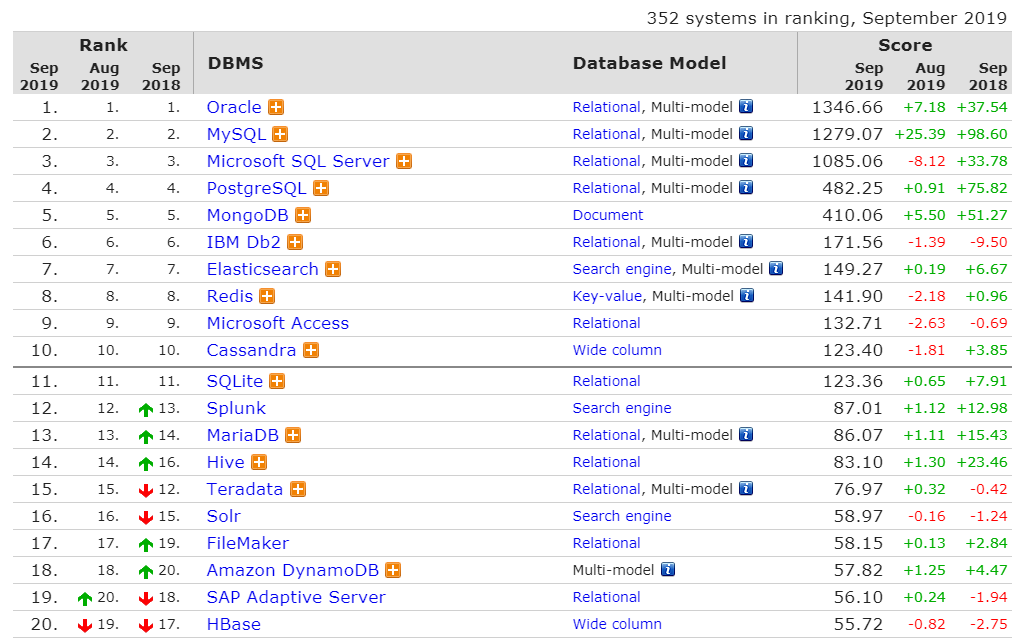 352 systems in ranking, September 2019
Rank DBMS Database Model Score
Sep 2019 Aug 2019 Sep 2018 Sep 2019 Aug 2019 Sep 2018
1. 1. 1. Oracle Relational, Multi-model 1346.66 +7.18 +37.54
2. 2. 2. MySQL Relational, Multi-model 1279.07 +25.39 +98.60
3. 3. 3. Microsoft SQL Server Relational, Multi-model 1085.06 -8.12 +33.78
4. 4. 4. PostgreSQL Relational, Multi-model 482.25 +0.91 +75.82
5. 5. 5. MongoDB Document 410.06 +5.50 +51.27
6. 6. 6. IBM Db2 Relational, Multi-model 171.56 -1.39 -9.50
7. 7. 7. Elasticsearch Search engine, Multi-model 149.27 +0.19 +6.67
8. 8. 8. Redis Key-value, Multi-model 141.90 -2.18 +0.96
9. 9. 9. Microsoft Access Relational 132.71 -2.63 -0.69
10. 10. 10. Cassandra Wide column 123.40 -1.81 +3.85
11. 11. 11. SQLite Relational 123.36 +0.65 +7.91
12. 12. 13. Splunk Search engine 87.01 +1.12 +12.98
13. 13. 14. MariaDB Relational, Multi-model 86.07 +1.11 +15.43
14. 14. 16. Hive Relational 83.10 +1.30 +23.46
15. 15. 12. Teradata Relational, Multi-model 76.97 +0.32 -0.42
16. 16. 15. Solr Search engine 58.97 -0.16 -1.24
17. 17. 19. FileMaker Relational 58.15 +0.13 +2.84
18. 18. 20. Amazon DynamoDB Multi-model 57.82 +1.25 +4.47
19. 20. 18. SAP Adaptive Server Relational 56.10 +0.24 -1.94
20. 19. 17. HBase Wide column 55.72 -0.82 -2.75